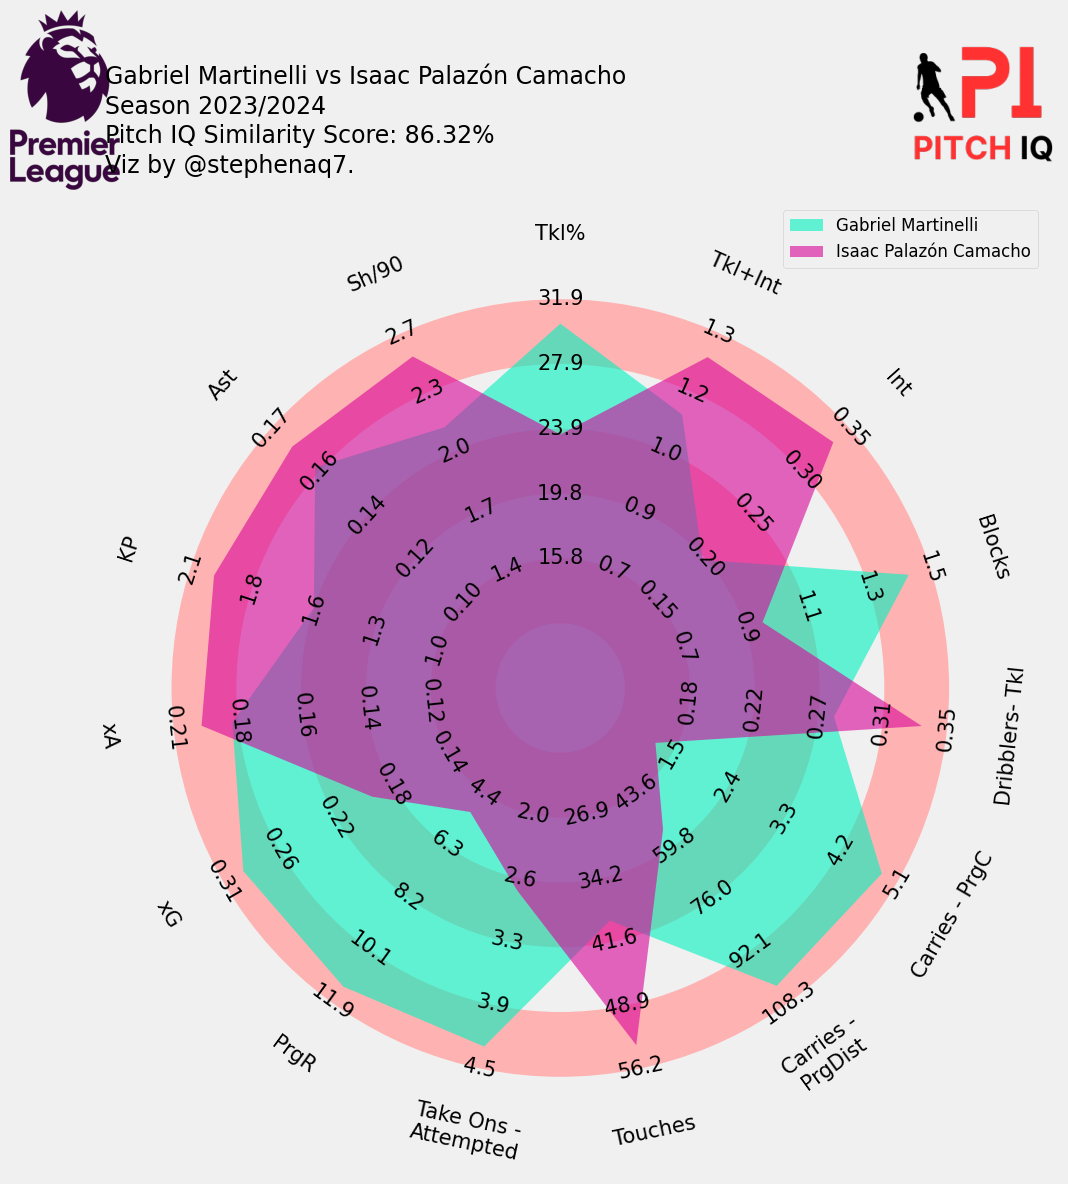 Gabriel Martinelli vs Isaac Palazón Camacho
Season 2023/2024
Pitch IQ Similarity Score: 86.32%
Viz by @stephenaq7.
Premier
League
PI
PITCH IQ
Gabriel Martinelli
Isaac Palazón Camacho
Tkl%
31.9
27.9
23.9
19.8
15.8
Tkl+Int
1.3
1.2
1.0
0.9
0.7
Int
0.35
0.30
0.25
0.20
0.15
Blocks
1.5
1.3
1.1
0.9
0.7
Dribblers- Tkl
0.35
0.31
0.27
0.22
0.18
Carries - PrgC
5.1
4.2
3.3
2.4
1.5
Carries -
PrgDist
108.3
92.1
76.0
59.8
43.6
Touches
56.2
48.9
41.6
34.2
26.9
Take Ons -
Attempted
4.5
3.9
3.3
2.6
2.0
PrgR
11.9
10.1
8.2
6.3
4.4
xG
0.31
0.26
0.22
0.18
0.14
xA
0.21
0.18
0.16
0.14
0.12
KP
2.1
1.8
1.6
1.3
1.0
Ast
0.17
0.16
0.14
0.12
0.10
Sh/90
2.7
2.3
2.0
1.7
1.4